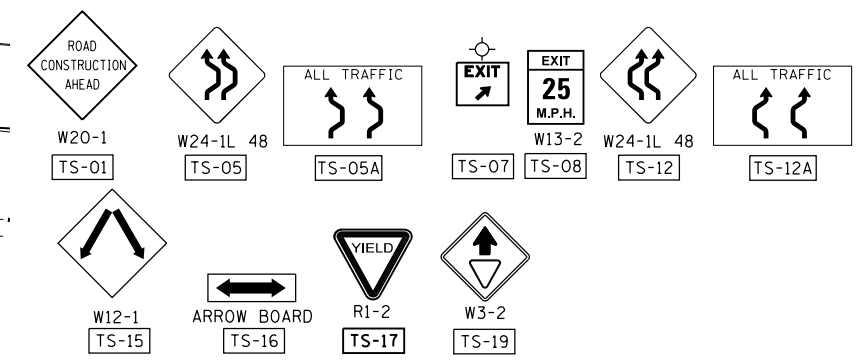 ROAD
CONSTRUCTION
AHEAD
W20-1
TS-01
W24-1L 48
TS-05
ALL TRAFFIC
TS-05A
EXIT
TS-07
EXIT
25
M.P.H.
W13-2
TS-08
W24-1L 48
TS-12
ALL TRAFFIC
TS-12A
W12-1
TS-15
ARROW BOARD
TS-16
YIELD
R1-2
TS-17
W3-2
TS-19